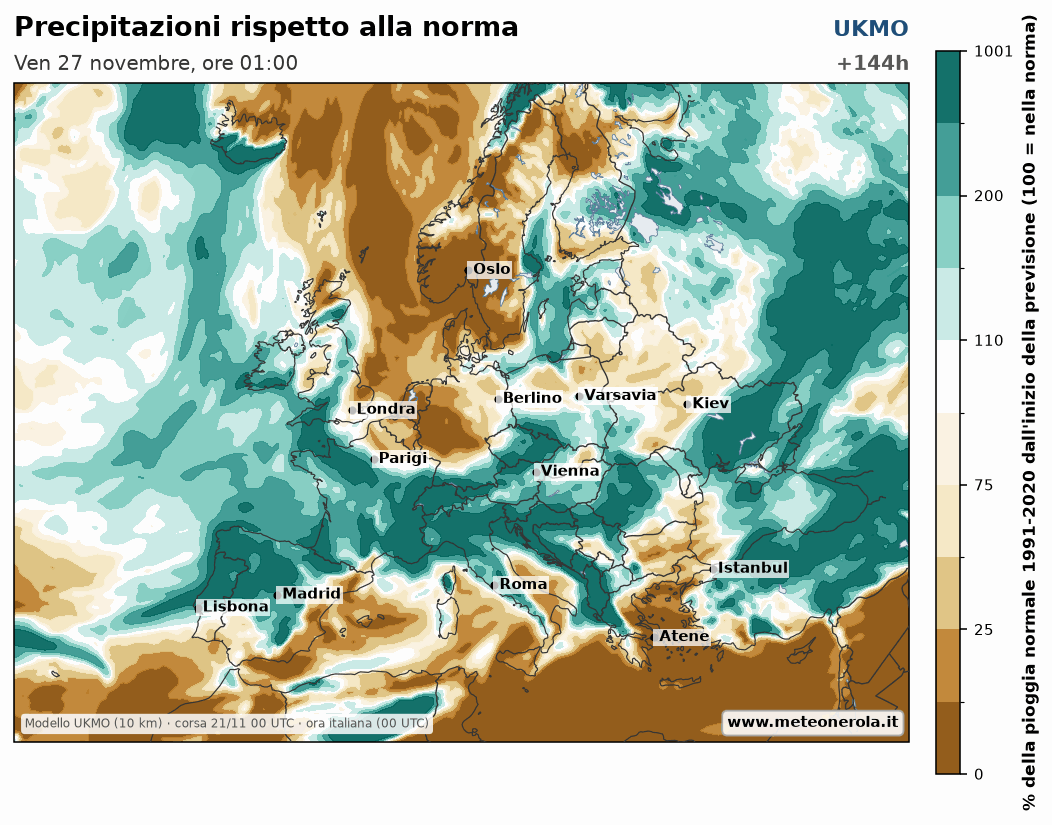 Precipitazioni rispetto alla norma
UKMO
Ven 27 novembre, ore 01:00
+144h
Oslo
Londra
Berlino
Varsavia
Kiev
Parigi
Vienna
Istanbul
Roma
Madrid
Lisbona
Atene
Modello UKMO (10 km) · corsa 21/11 00 UTC · ora italiana (00 UTC)
www.meteonerola.it
1001
200
110
75
25
0
% della pioggia normale 1991-2020 dall'inizio della previsione (100 = nella norma)